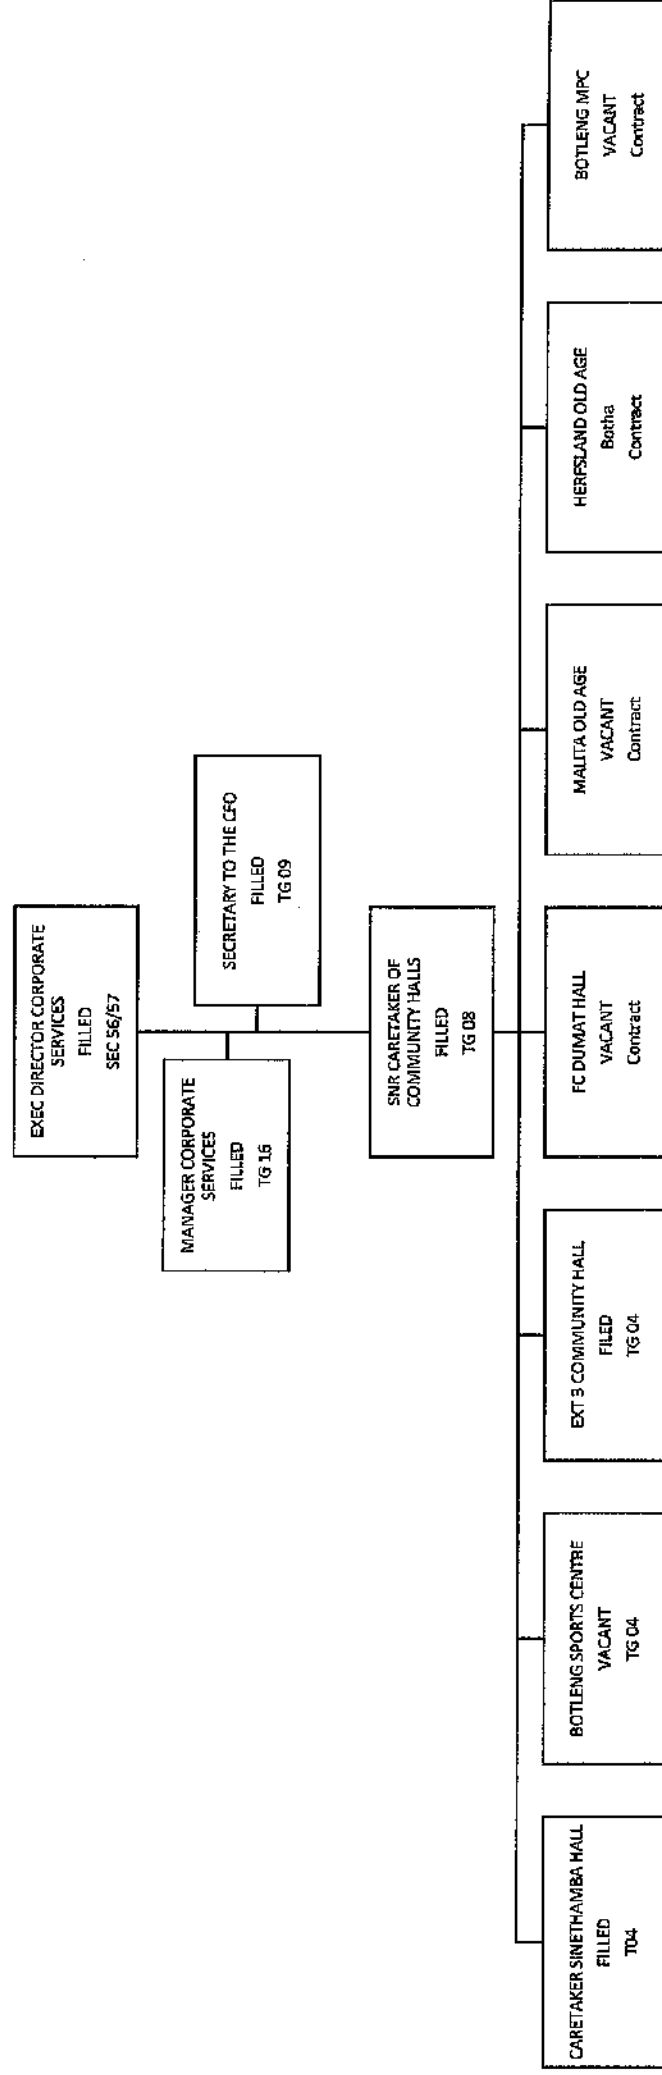 EXEC DIRECTOR CORPORATE
SERVICES
FILLED
SEC 56/57
MANAGER CORPORATE
SERVICES
FILLED
TG 16
SECRETARY TO THE CFO
FILLED
TG 09
SNR CARETAKER OF
COMMUNITY HALLS
FILLED
TG 08
CARETAKER SINETHAMBA HALL
FILLED
T04
BOTLENG SPORTS CENTRE
VACANT
TG 04
EXT 3 COMMUNITY HALL
FILED
TG 04
FC DUMAT HALL
VACANT
Contract
MALITA OLD AGE
VACANT
Contract
HERFSLAND OLD AGE
Botha
Contract
BOTLENG MPC
VACANT
Contract